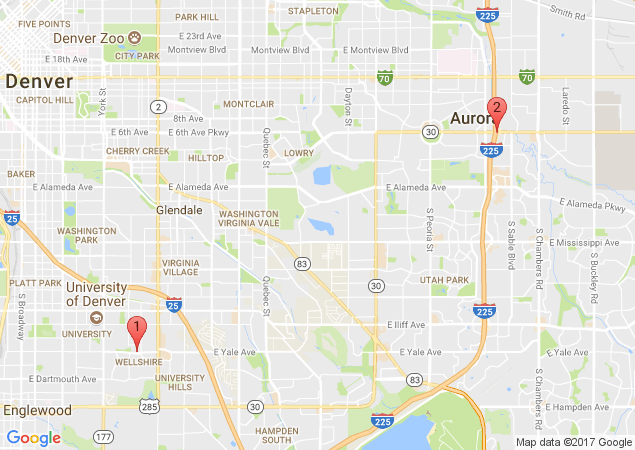 PARK HILL
STAPLETON
225
Smith Rd
FIVE POINTS
E 23rd Ave
Denver Zoo
Montview Blvd
E Montview Blvd
E 18th Ave
CITY PARK
70
70
Denver
CAPITOL HILL
York St
MONTCLAIR
Dayton St
Laredo St
2
2
8th Ave
Aurora
E 6th Ave
E 6th Ave Pkwy
30
Quebec St
225
CHERRY CREEK
HILLTOP
LOWRY
BAKER
E Alameda Ave
E Alameda Ave
E Alameda Pkwy
Glendale
25
WASHINGTON
VIRGINIA VALE
S Peoria St
WASHINGTON
PARK
S Sable Blvd
S Chambers Rd
E Mississippi Ave
VIRGINIA
VILLAGE
83
PLATT PARK
University
of Denver
Quebec St
30
UTAH PARK
S Buckley Rd
25
S Broadway
225
UNIVERSITY
1
E Iliff Ave
E Yale Ave
E Yale Ave
E Yale Ave
WELLSHIRE
E Dartmouth Ave
UNIVERSITY
HILLS
83
Englewood
285
E Hampden Ave
225
177
HAMPDEN
SOUTH
Google
Map data ©2017 Google